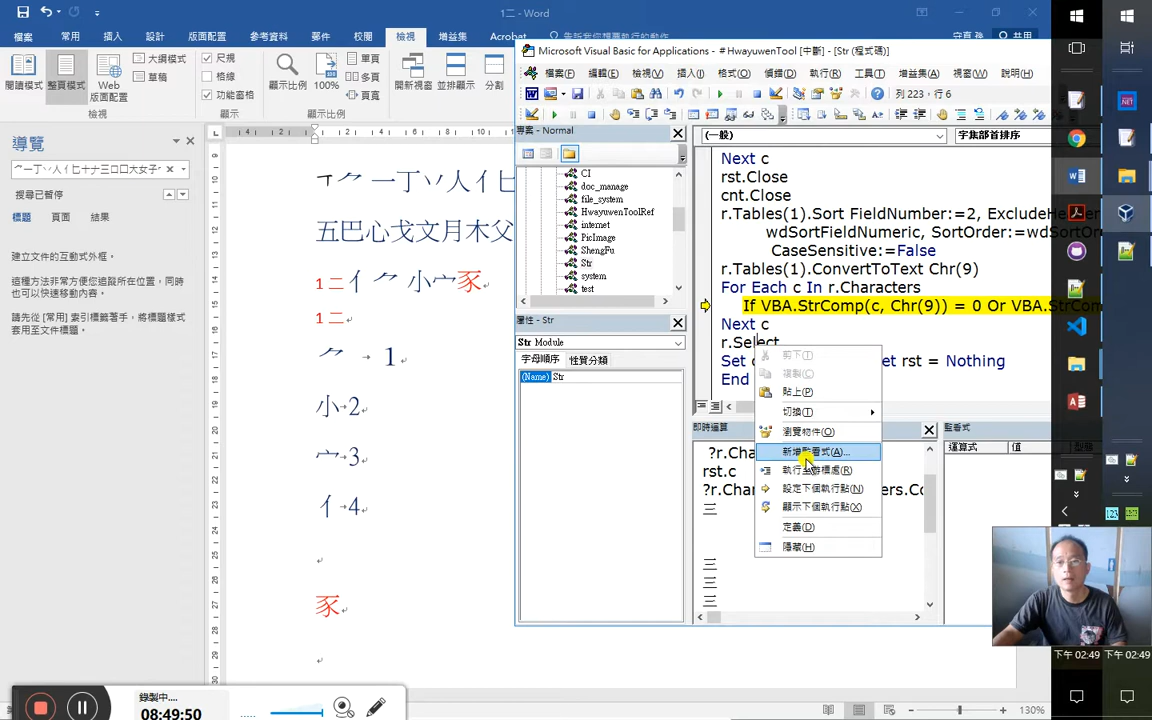 1二 - Word
檔案 常用 插入 設計 版面配置 參考資料 郵件 校閱 檢視 增益集 Acrobat 共用
閱讀模式 整頁模式 Web 版面配置 大綱模式 草稿
檢視
尺規
格線
功能窗格
顯示
顯示比例 100% 單頁 多頁 頁寬
顯示比例
開新視窗 並排顯示 分割
導覽
搜尋已暫停
標題 頁面 結果
建立文件的互動式外框。
這種方法非常方便您追蹤所在位置,同時也可以快速移動內容。
請先從 [常用] 索引標籤著手,將標題樣式套用至文件標題。
五巴心戈文月木父
1 二 亻 𠂉 小 宀 豕
1 二
𠂉 → 1
小→2
宀→3
亻→4
豕
Microsoft Visual Basic for Applications - # HwayuwenTool [中斷] - [Str (程式碼)]
檔案(F) 編輯(E) 檢視(V) 插入(I) 格式(O) 偵錯(D) 執行(R) 工具(T) 增益集(A) 視窗(W) 說明(H)
列 223,行 6
專案 - Normal
CI
doc_manage
file_system
HwayuwenToolRef
internet
PicImage
ShengFu
Str
system
test
屬性 - Str
Str Module
字母順序 性質分類
(Name) Str
(一般) 字集部首排序
Next c
rst.Close
cnt.Close
r.Tables(1).Sort FieldNumber:=2, ExcludeHe
wdSortFieldNumeric, SortOrder:=wdSortO
CaseSensitive:=False
r.Tables(1).ConvertToText Chr(9)
For Each c In r.Characters
If VBA.StrComp(c, Chr(9)) = 0 Or VBA.StrComp
Next c
r.Select
Set et rst = Nothing
End
剪下(T)
複製(C)
貼上(P)
切換(T)
瀏覽物件(O)
新增監看式(A)...
執行至游標處(R)
設定下個執行點(N)
顯示下個執行點(X)
定義(D)
隱藏(H)
即時運算
?r.Cha
rst.c
?r.Char ers.Co
三
三
三
三
監看式
運算式 值 型態
錄製中....
08:49:50
130%
下午 02:49 下午 02:49